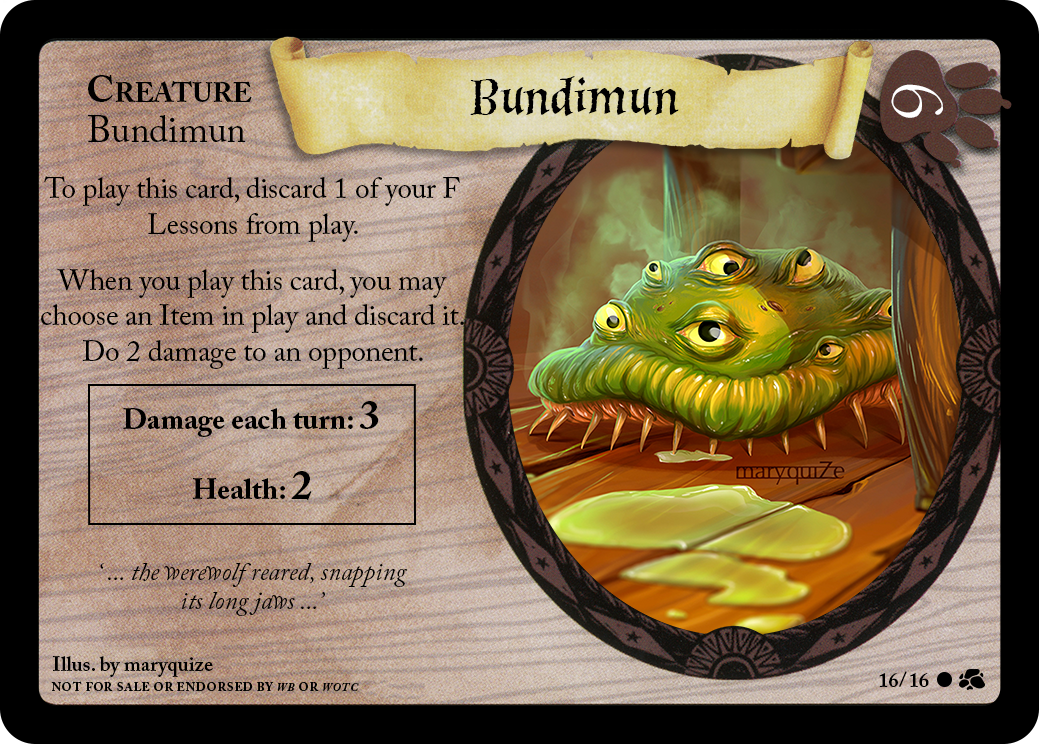 Bundimun
6
CREATURE
Bundimun
To play this card, discard 1 of your F
Lessons from play.
When you play this card, you may
choose an Item in play and discard it.
Do 2 damage to an opponent.
Damage each turn: 3
Health: 2
‘ ... the werewolf reared, snapping
its long jaws ...’
maryquiZe
Illus. by maryquize
NOT FOR SALE OR ENDORSED BY WB OR WOTC
16/16